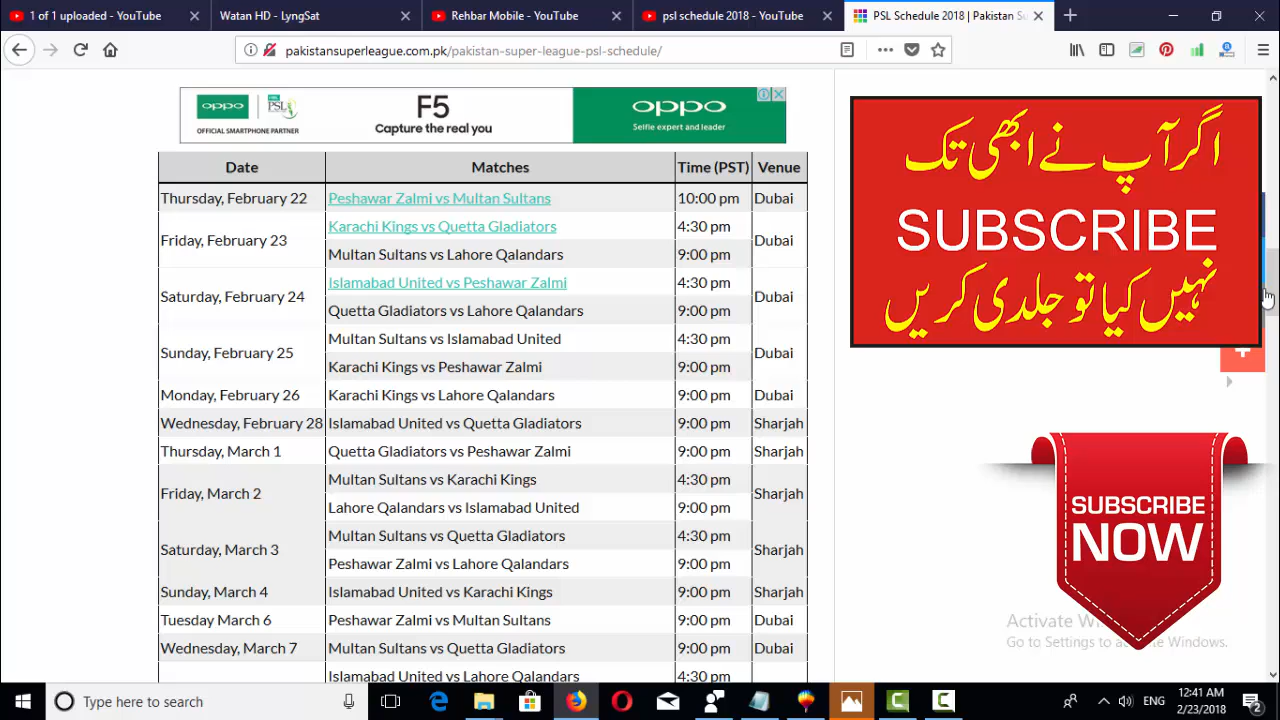 1 of 1 uploaded - YouTube
Watan HD - LyngSat
Rehbar Mobile - YouTube
psl schedule 2018 - YouTube
PSL Schedule 2018 | Pakistan Su
pakistansuperleague.com.pk/pakistan-super-league-psl-schedule/
oppo PSL
OFFICIAL SMARTPHONE PARTNER
F5
Capture the real you
oppo
Selfie expert and leader
Date Matches Time (PST) Venue
Thursday, February 22 Peshawar Zalmi vs Multan Sultans 10:00 pm Dubai
Friday, February 23 Karachi Kings vs Quetta Gladiators 4:30 pm Dubai
Multan Sultans vs Lahore Qalandars 9:00 pm
Saturday, February 24 Islamabad United vs Peshawar Zalmi 4:30 pm Dubai
Quetta Gladiators vs Lahore Qalandars 9:00 pm
Sunday, February 25 Multan Sultans vs Islamabad United 4:30 pm Dubai
Karachi Kings vs Peshawar Zalmi 9:00 pm
Monday, February 26 Karachi Kings vs Lahore Qalandars 9:00 pm Dubai
Wednesday, February 28 Islamabad United vs Quetta Gladiators 9:00 pm Sharjah
Thursday, March 1 Quetta Gladiators vs Peshawar Zalmi 9:00 pm Sharjah
Friday, March 2 Multan Sultans vs Karachi Kings 4:30 pm Sharjah
Lahore Qalandars vs Islamabad United 9:00 pm
Saturday, March 3 Multan Sultans vs Quetta Gladiators 4:30 pm Sharjah
Peshawar Zalmi vs Lahore Qalandars 9:00 pm
Sunday, March 4 Islamabad United vs Karachi Kings 9:00 pm Sharjah
Tuesday March 6 Peshawar Zalmi vs Multan Sultans 9:00 pm Dubai
Wednesday, March 7 Multan Sultans vs Quetta Gladiators 9:00 pm Dubai
Islamabad United vs Lahore Qalandars 4:30 pm
اگر آپ نے ابھی تک
SUBSCRIBE
نہیں کیا تو جلدی کریں
SUBSCRIBE
NOW
Activate Wi
Go to Settings to activate Windows.
Type here to search
ENG
12:41 AM
2/23/2018
2